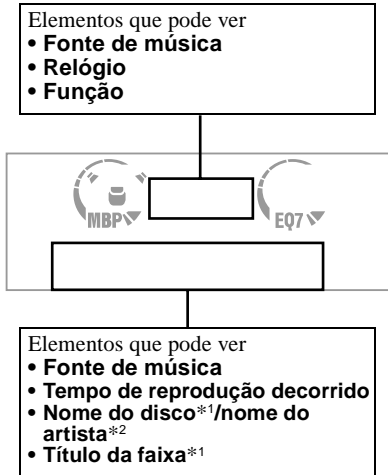 Elementos que pode ver
• Fonte de música
• Relógio
• Função
MBP
EQ7
Elementos que pode ver
• Fonte de música
• Tempo de reprodução decorrido
• Nome do disco*1/nome do
artista*2
• Título da faixa*1